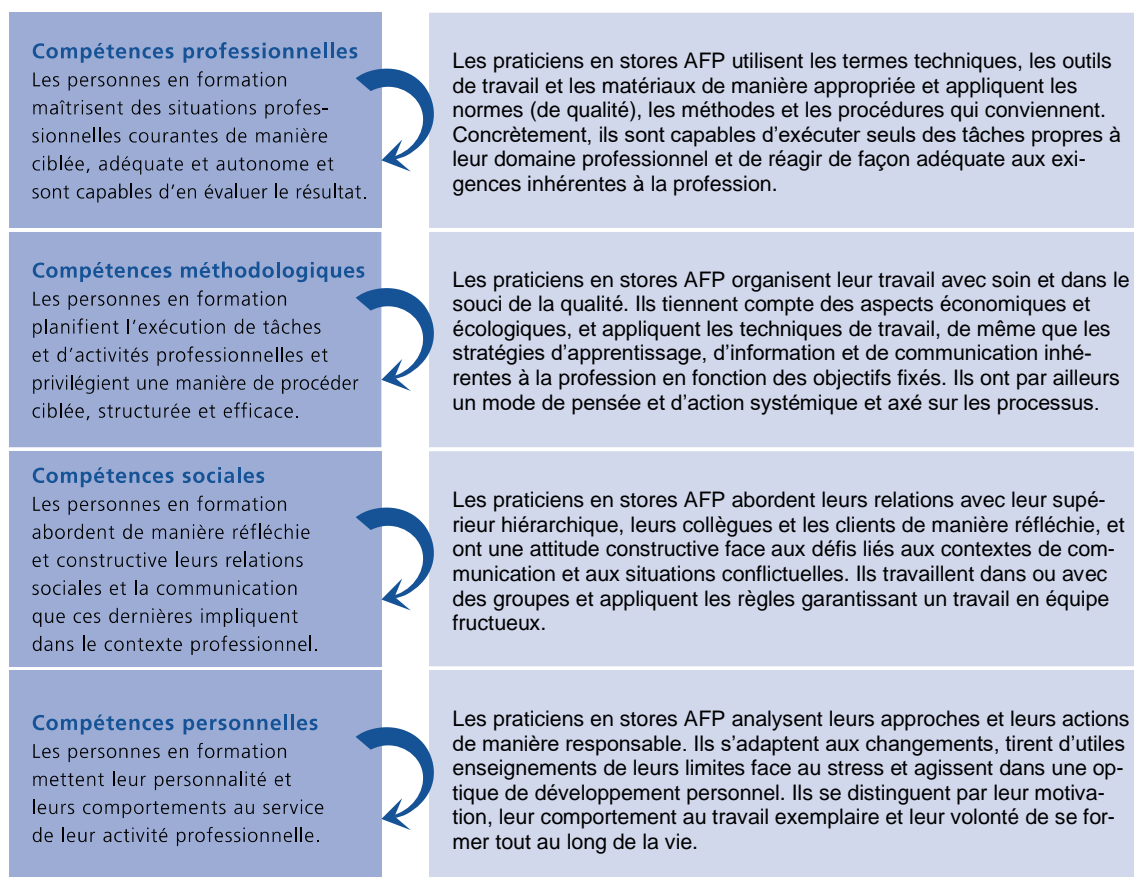 Compétences professionnelles
Les personnes en formation
maîtrisent des situations profes-
sionnelles courantes de manière
ciblée, adéquate et autonome et
sont capables d’en évaluer le résultat.
Les praticiens en stores AFP utilisent les termes techniques, les outils
de travail et les matériaux de manière appropriée et appliquent les
normes (de qualité), les méthodes et les procédures qui conviennent.
Concrètement, ils sont capables d’exécuter seuls des tâches propres à
leur domaine professionnel et de réagir de façon adéquate aux exi-
gences inhérentes à la profession.
Compétences méthodologiques
Les personnes en formation
planifient l’exécution de tâches
et d’activités professionnelles et
privilégient une manière de procéder
ciblée, structurée et efficace.
Les praticiens en stores AFP organisent leur travail avec soin et dans le
souci de la qualité. Ils tiennent compte des aspects économiques et
écologiques, et appliquent les techniques de travail, de même que les
stratégies d’apprentissage, d’information et de communication inhé-
rentes à la profession en fonction des objectifs fixés. Ils ont par ailleurs
un mode de pensée et d’action systémique et axé sur les processus.
Compétences sociales
Les personnes en formation
abordent de manière réfléchie
et constructive leurs relations
sociales et la communication
que ces dernières impliquent
dans le contexte professionnel.
Les praticiens en stores AFP abordent leurs relations avec leur supé-
rieur hiérarchique, leurs collègues et les clients de manière réfléchie, et
ont une attitude constructive face aux défis liés aux contextes de com-
munication et aux situations conflictuelles. Ils travaillent dans ou avec
des groupes et appliquent les règles garantissant un travail en équipe
fructueux.
Compétences personnelles
Les personnes en formation
mettent leur personnalité et
leurs comportements au service
de leur activité professionnelle.
Les praticiens en stores AFP analysent leurs approches et leurs actions
de manière responsable. Ils s’adaptent aux changements, tirent d’utiles
enseignements de leurs limites face au stress et agissent dans une op-
tique de développement personnel. Ils se distinguent par leur motiva-
tion, leur comportement au travail exemplaire et leur volonté de se for-
mer tout au long de la vie.